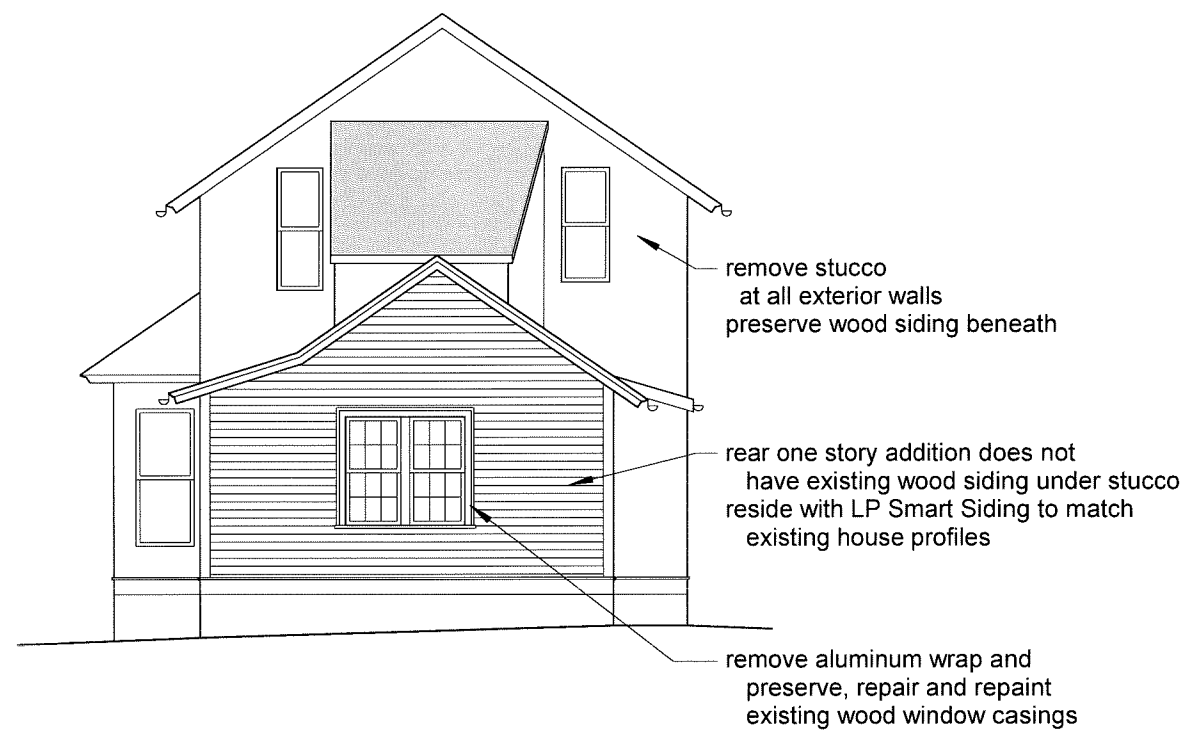 remove stucco
at all exterior walls
preserve wood siding beneath
rear one story addition does not
have existing wood siding under stucco
reside with LP Smart Siding to match
existing house profiles
remove aluminum wrap and
preserve, repair and repaint
existing wood window casings